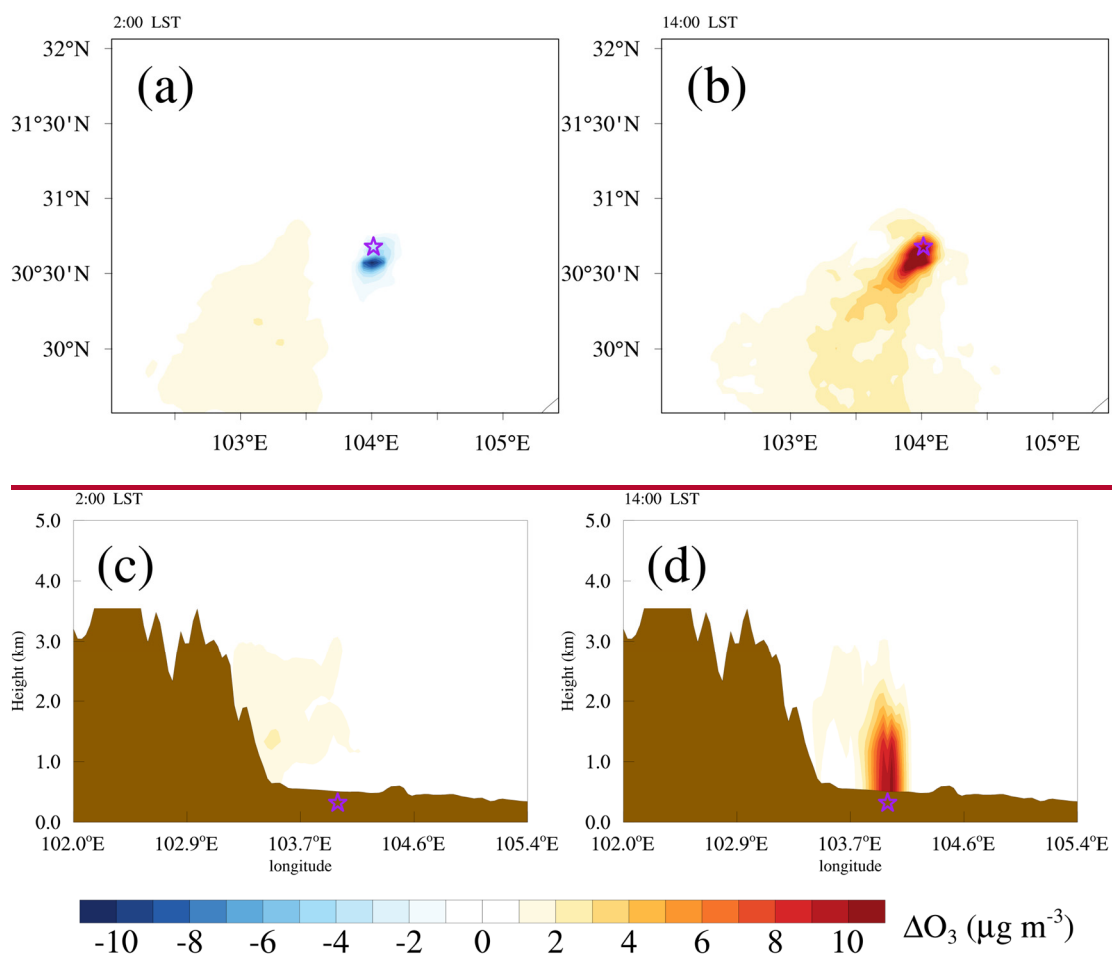 2:00 LST
14:00 LST
(a)
(b)
32°N
31°30'N
31°N
30°30'N
30°N
103°E 104°E 105°E
32°N
31°30'N
31°N
30°30'N
30°N
103°E 104°E 105°E
2:00 LST
14:00 LST
(c)
(d)
Height (km)
5.0
4.0
3.0
2.0
1.0
0.0
102.0°E 102.9°E 103.7°E 104.6°E 105.4°E
longitude
Height (km)
5.0
4.0
3.0
2.0
1.0
0.0
102.0°E 102.9°E 103.7°E 104.6°E 105.4°E
longitude
-10 -8 -6 -4 -2 0 2 4 6 8 10
ΔO₃ (μg m⁻³)